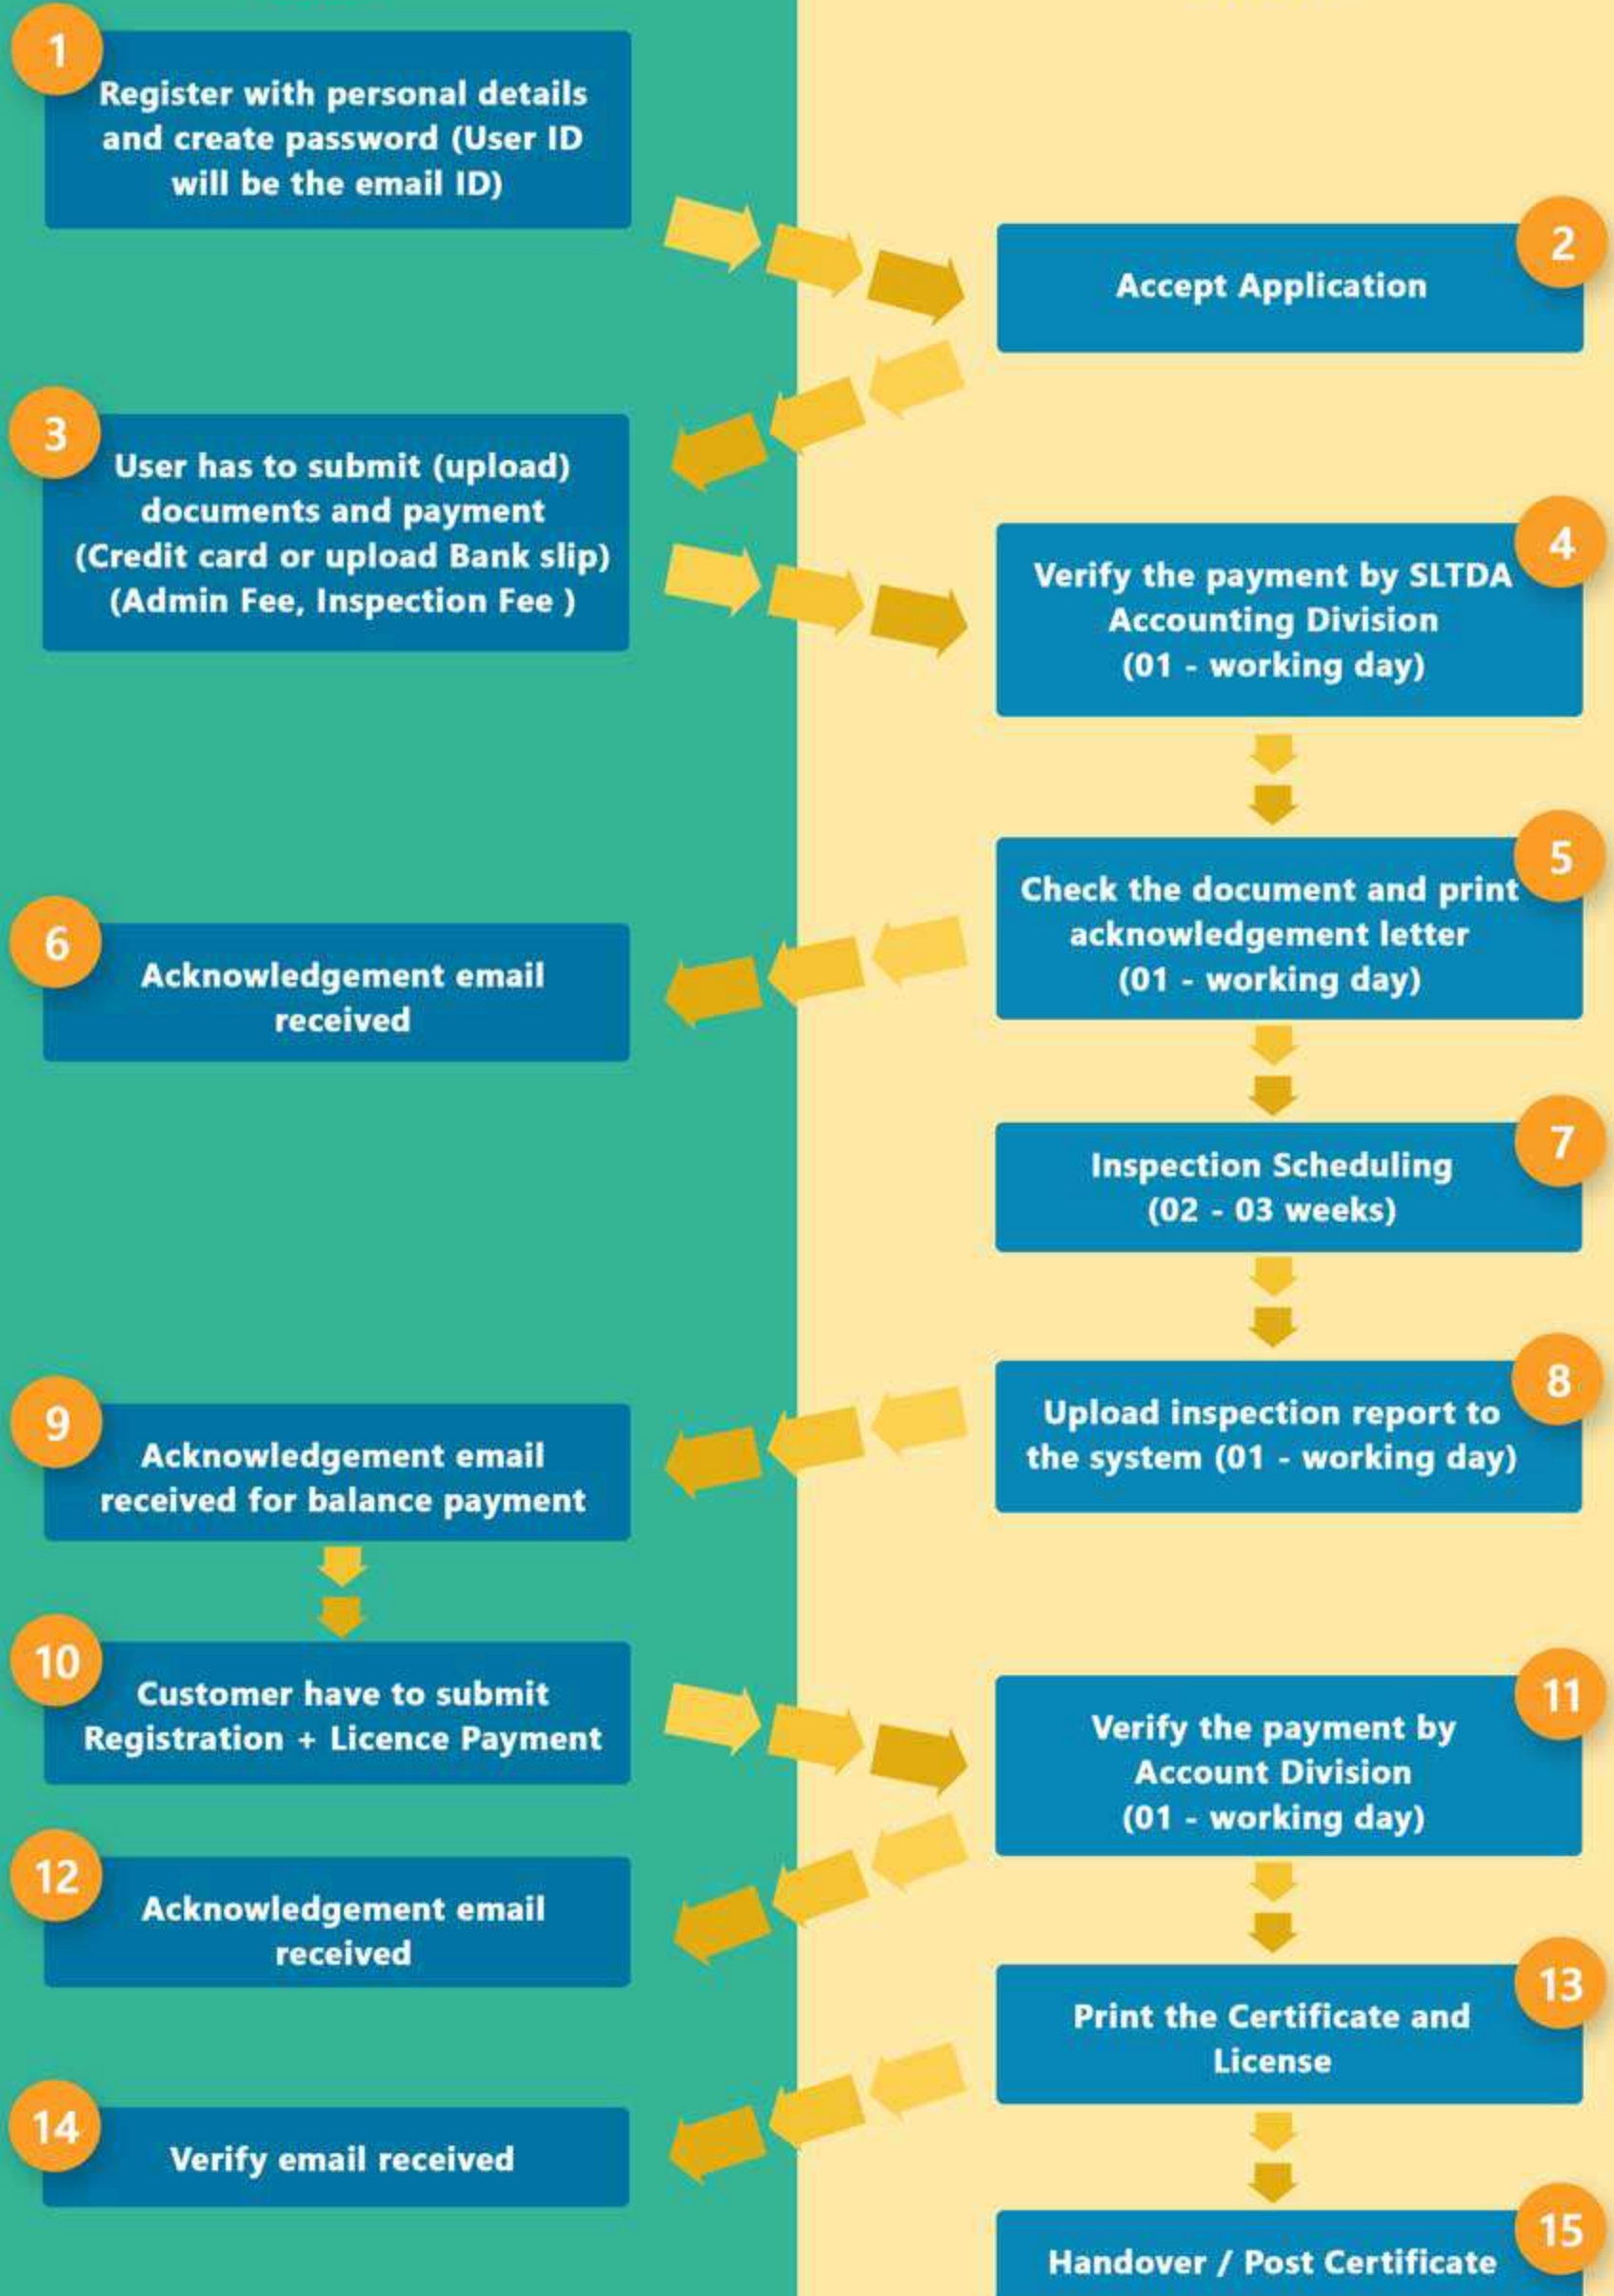 1
Register with personal details
and create password (User ID
will be the email ID)
2
Accept Application
3
User has to submit (upload)
documents and payment
(Credit card or upload Bank slip)
(Admin Fee, Inspection Fee )
4
Verify the payment by SLTDA
Accounting Division
(01 - working day)
5
Check the document and print
acknowledgement letter
(01 - working day)
6
Acknowledgement email
received
7
Inspection Scheduling
(02 - 03 weeks)
8
Upload inspection report to
the system (01 - working day)
9
Acknowledgement email
received for balance payment
10
Customer have to submit
Registration + Licence Payment
11
Verify the payment by
Account Division
(01 - working day)
12
Acknowledgement email
received
13
Print the Certificate and
License
14
Verify email received
15
Handover / Post Certificate